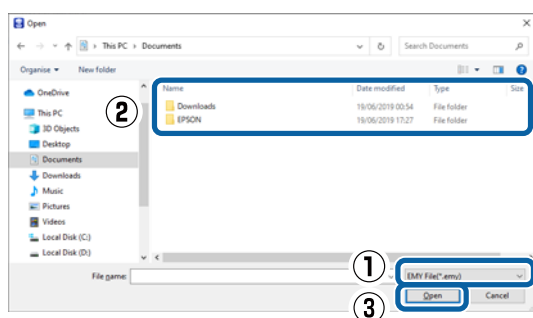 Open
This PC > Documents
Search Documents
Organise
New folder
OneDrive
This PC
3D Objects
Desktop
Documents
Downloads
Music
Pictures
Videos
Local Disk (C:)
Local Disk (D:)
2
Name Date modified Type Size
Downloads 19/06/2019 00:54 File folder
EPSON 19/06/2019 17:27 File folder
File name:
1
EMY File(*.emy)
3
Open Cancel